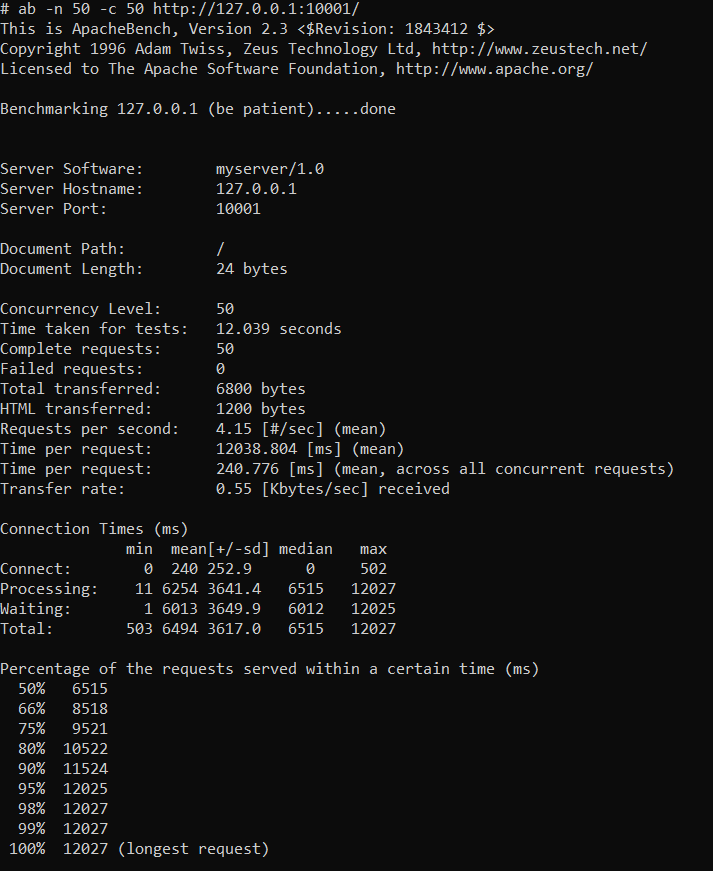 # ab -n 50 -c 50 http://127.0.0.1:10001/
This is ApacheBench, Version 2.3 <$Revision: 1843412 $>
Copyright 1996 Adam Twiss, Zeus Technology Ltd, http://www.zeustech.net/
Licensed to The Apache Software Foundation, http://www.apache.org/
Benchmarking 127.0.0.1 (be patient).....done
Server Software:        myserver/1.0
Server Hostname:        127.0.0.1
Server Port:            10001
Document Path:          /
Document Length:        24 bytes
Concurrency Level:      50
Time taken for tests:   12.039 seconds
Complete requests:      50
Failed requests:        0
Total transferred:      6800 bytes
HTML transferred:       1200 bytes
Requests per second:    4.15 [#/sec] (mean)
Time per request:       12038.804 [ms] (mean)
Time per request:       240.776 [ms] (mean, across all concurrent requests)
Transfer rate:          0.55 [Kbytes/sec] received
Connection Times (ms)
              min  mean[+/-sd] median   max
Connect:        0  240 252.9      0     502
Processing:    11 6254 3641.4   6515   12027
Waiting:        1 6013 3649.9   6012   12025
Total:        503 6494 3617.0   6515   12027
Percentage of the requests served within a certain time (ms)
  50%   6515
  66%   8518
  75%   9521
  80%  10522
  90%  11524
  95%  12025
  98%  12027
  99%  12027
 100%  12027 (longest request)